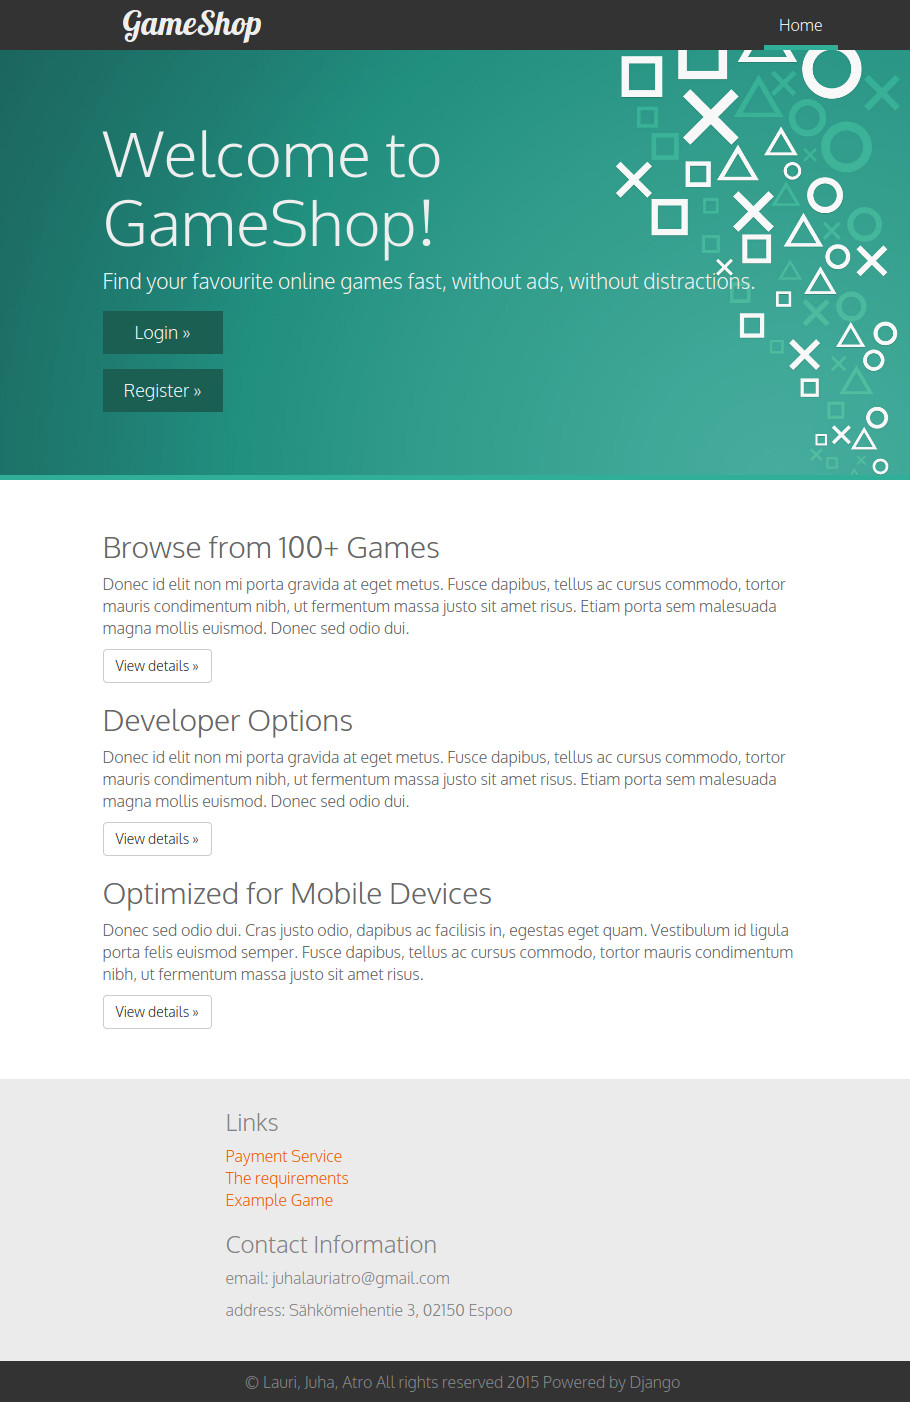 GameShop
Home
Welcome to
GameShop!
Find your favourite online games fast, without ads, without distractions.
Login »
Register »
Browse from 100+ Games
Donec id elit non mi porta gravida at eget metus. Fusce dapibus, tellus ac cursus commodo, tortor
mauris condimentum nibh, ut fermentum massa justo sit amet risus. Etiam porta sem malesuada
magna mollis euismod. Donec sed odio dui.
View details »
Developer Options
Donec id elit non mi porta gravida at eget metus. Fusce dapibus, tellus ac cursus commodo, tortor
mauris condimentum nibh, ut fermentum massa justo sit amet risus. Etiam porta sem malesuada
magna mollis euismod. Donec sed odio dui.
View details »
Optimized for Mobile Devices
Donec sed odio dui. Cras justo odio, dapibus ac facilisis in, egestas eget quam. Vestibulum id ligula
porta felis euismod semper. Fusce dapibus, tellus ac cursus commodo, tortor mauris condimentum
nibh, ut fermentum massa justo sit amet risus.
View details »
Links
Payment Service
The requirements
Example Game
Contact Information
email: juhalauriatro@gmail.com
address: Sähkömiehentie 3, 02150 Espoo
© Lauri, Juha, Atro All rights reserved 2015 Powered by Django